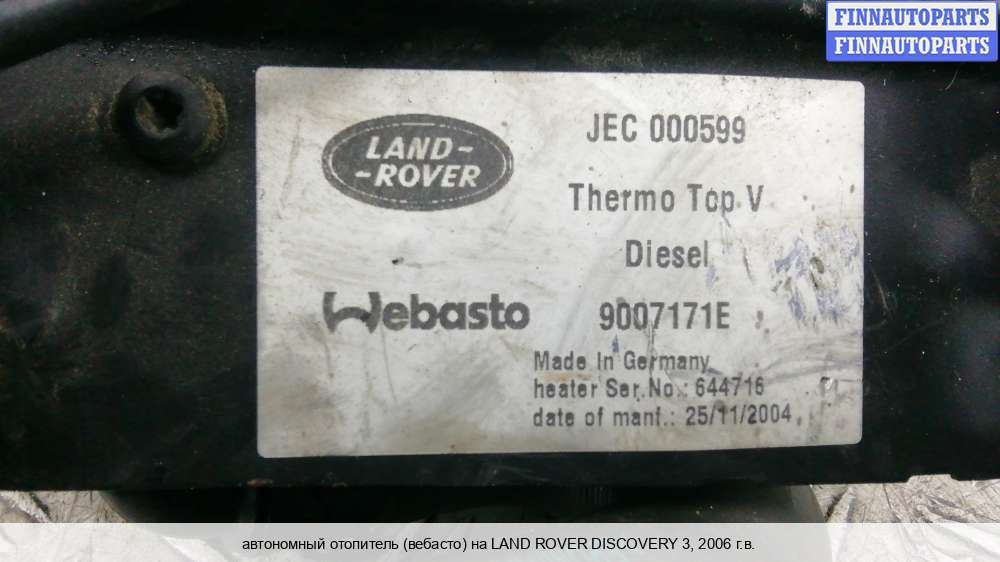 FINNAUTOPARTS
FINNAUTOPARTS
LAND-
-ROVER
JEC 000599
Thermo Top V
Diesel
Webasto
9007171E
Made In Germany
heater Ser.No.: 644716
date of manf.: 25/11/2004
автономный отопитель (вебасто) на LAND ROVER DISCOVERY 3, 2006 г.в.